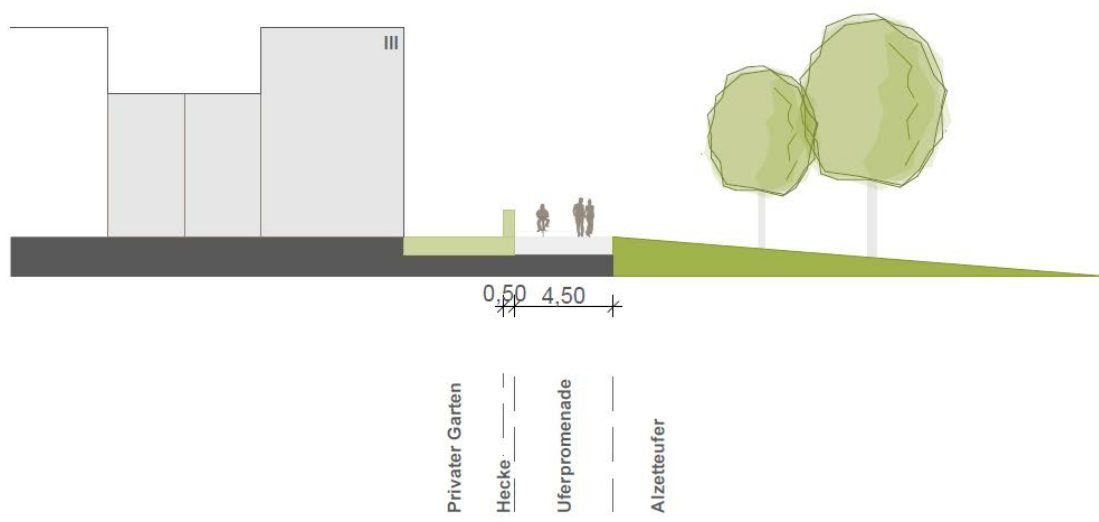 III
0,50 4,50
Privater Garten
Hecke
Uferpromenade
Alzetteufer